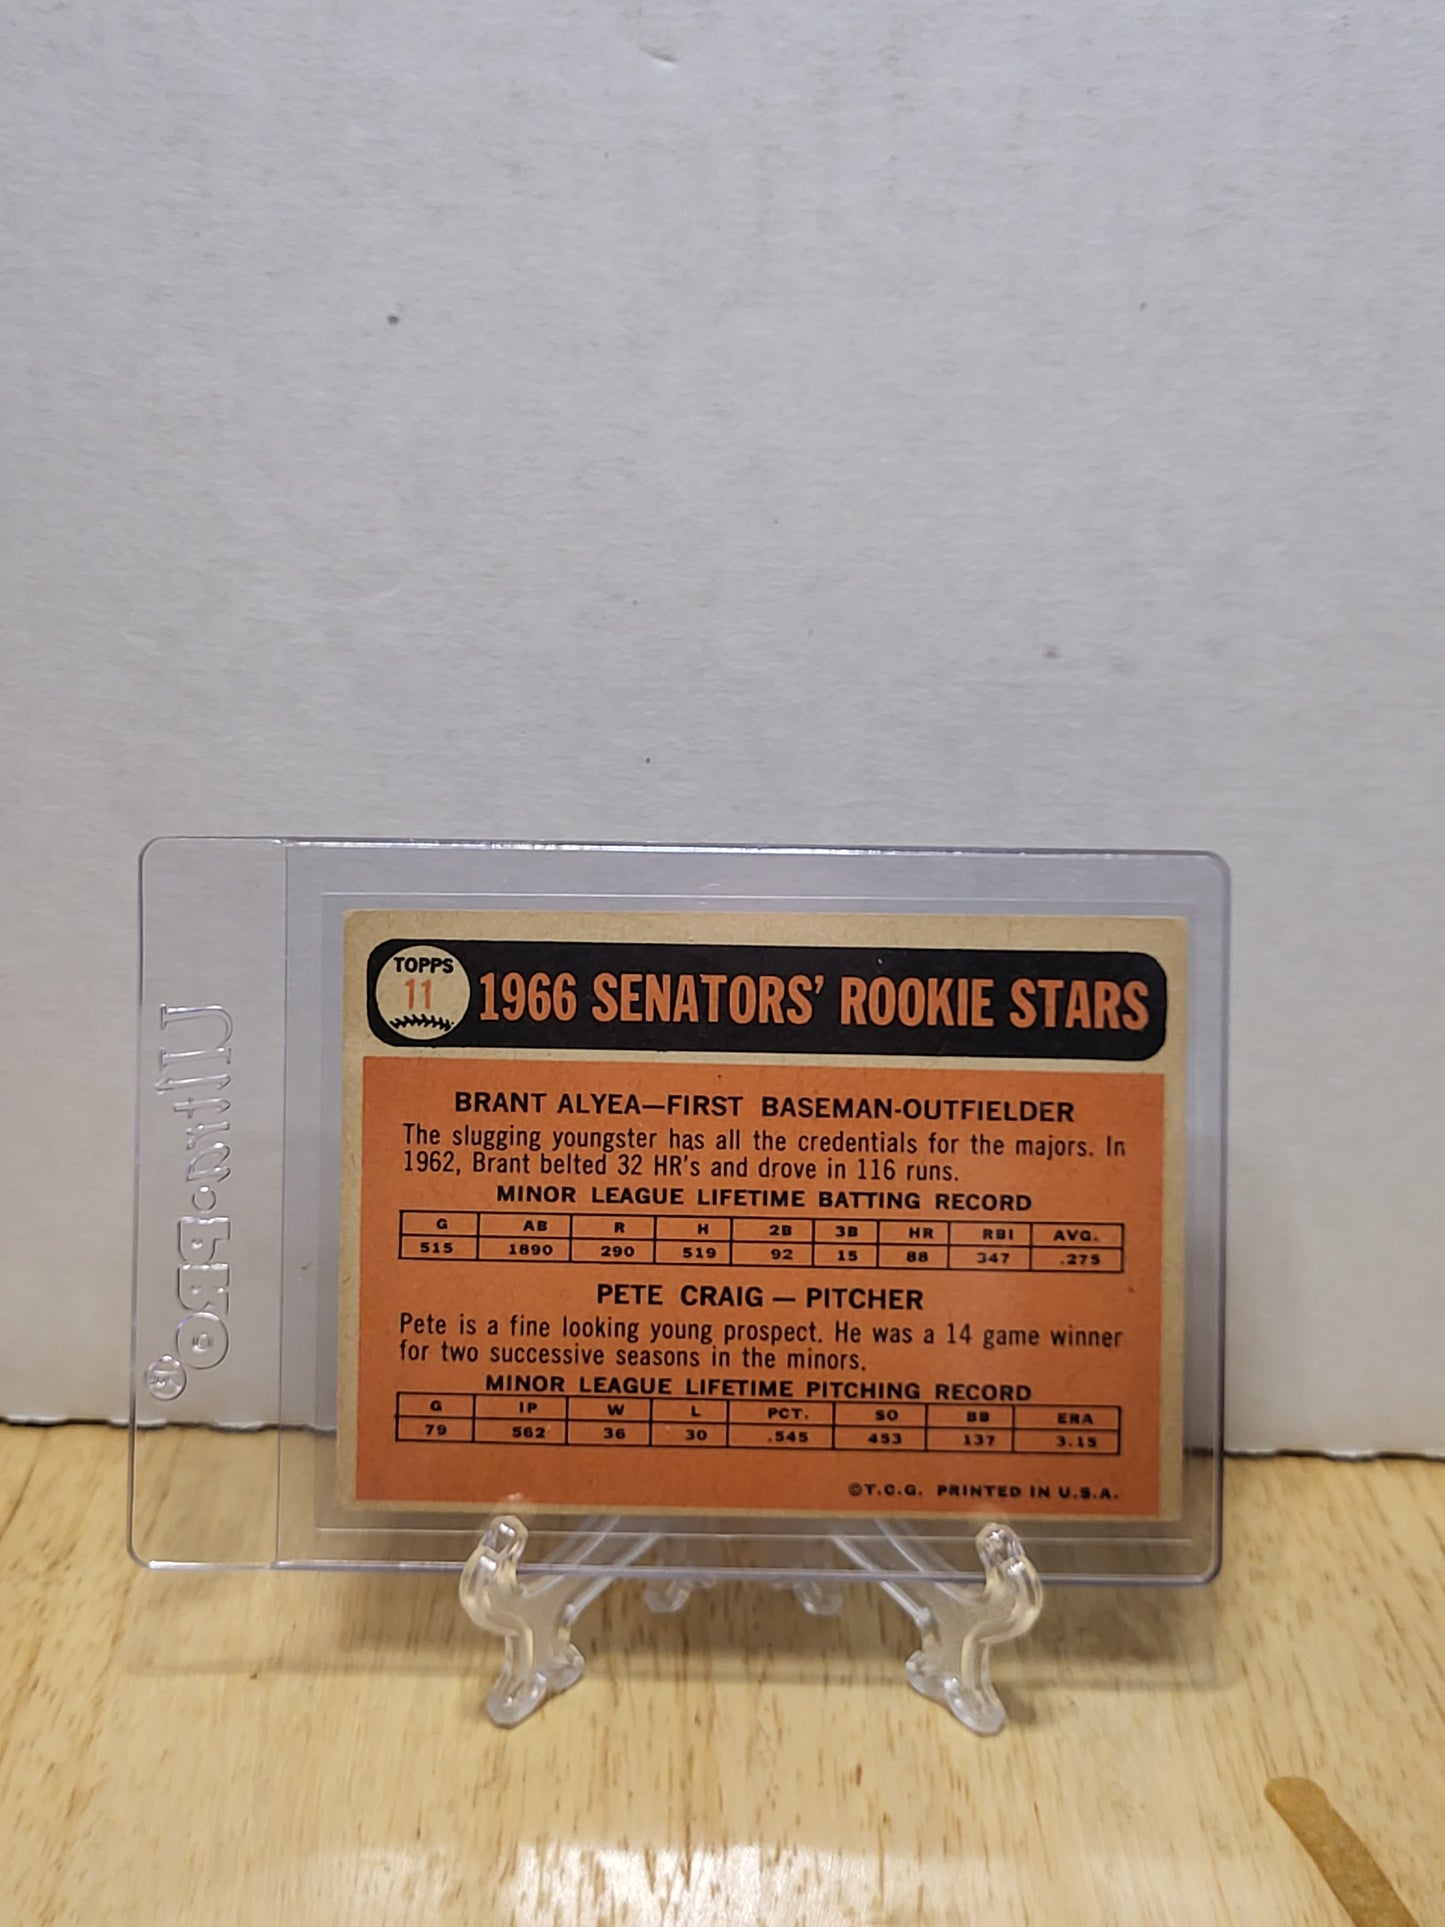 TOPPS
11
1966 SENATORS' ROOKIE STARS
BRANT ALYEA—FIRST BASEMAN-OUTFIELDER
The slugging youngster has all the credentials for the majors. In
1962, Brant belted 32 HR's and drove in 116 runs.
MINOR LEAGUE LIFETIME BATTING RECORD
G AB R H 2B 3B HR RBI AVG.
515 1890 290 519 92 15 88 347 .275
PETE CRAIG — PITCHER
Pete is a fine looking young prospect. He was a 14 game winner
for two successive seasons in the minors.
MINOR LEAGUE LIFETIME PITCHING RECORD
G IP W L PCT. SO BB ERA
79 562 36 30 .545 453 137 3.15
©T.C.G. PRINTED IN U.S.A.
Ultra•PRO®